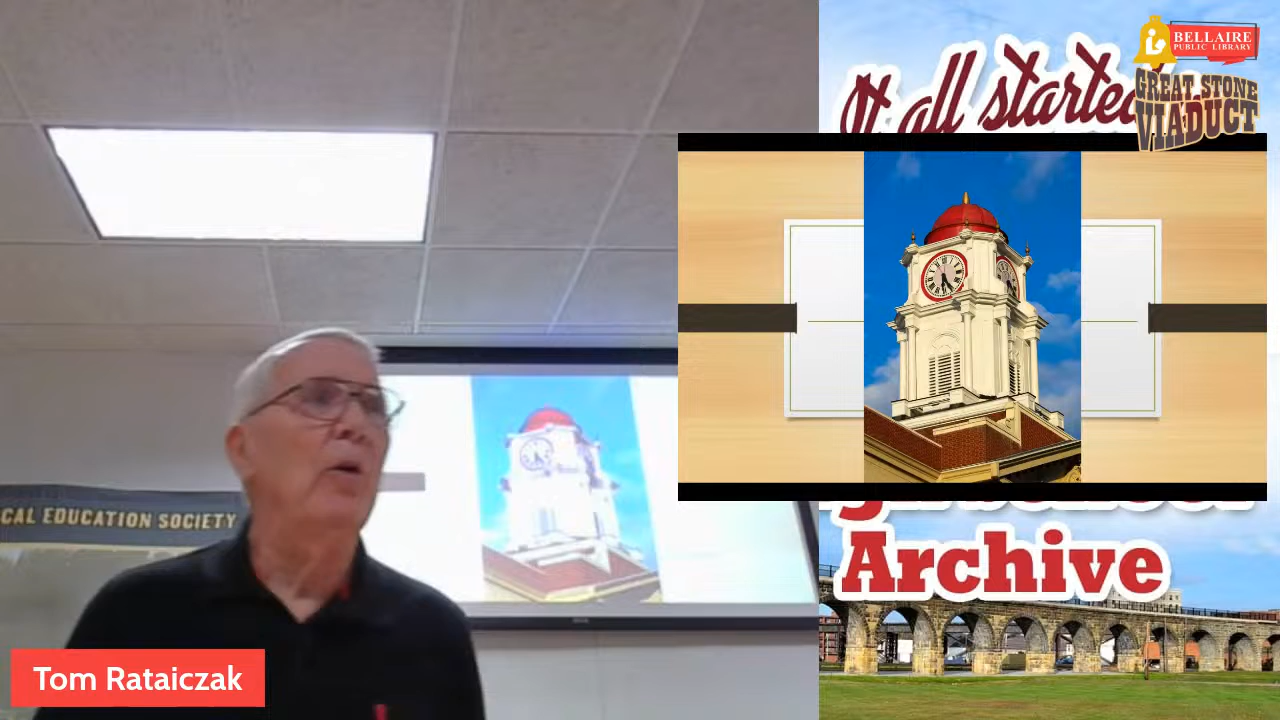 BELLAIRE
PUBLIC LIBRARY
GREAT STONE
VIADUCT
It all started
Archive
CAL EDUCATION SOCIETY
Tom Rataiczak